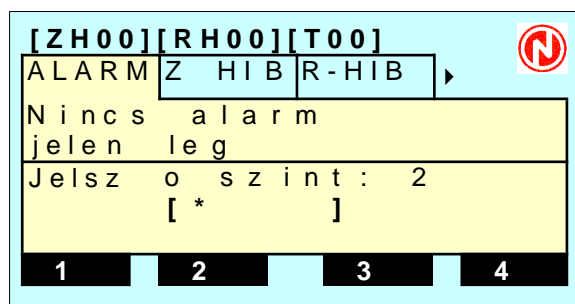 [ZH00][RH00][T00]
ALARM Z HIB R-HIB
Nincs alarm
jelen leg
Jelsz o szint: 2
[ * ]
1 2 3 4